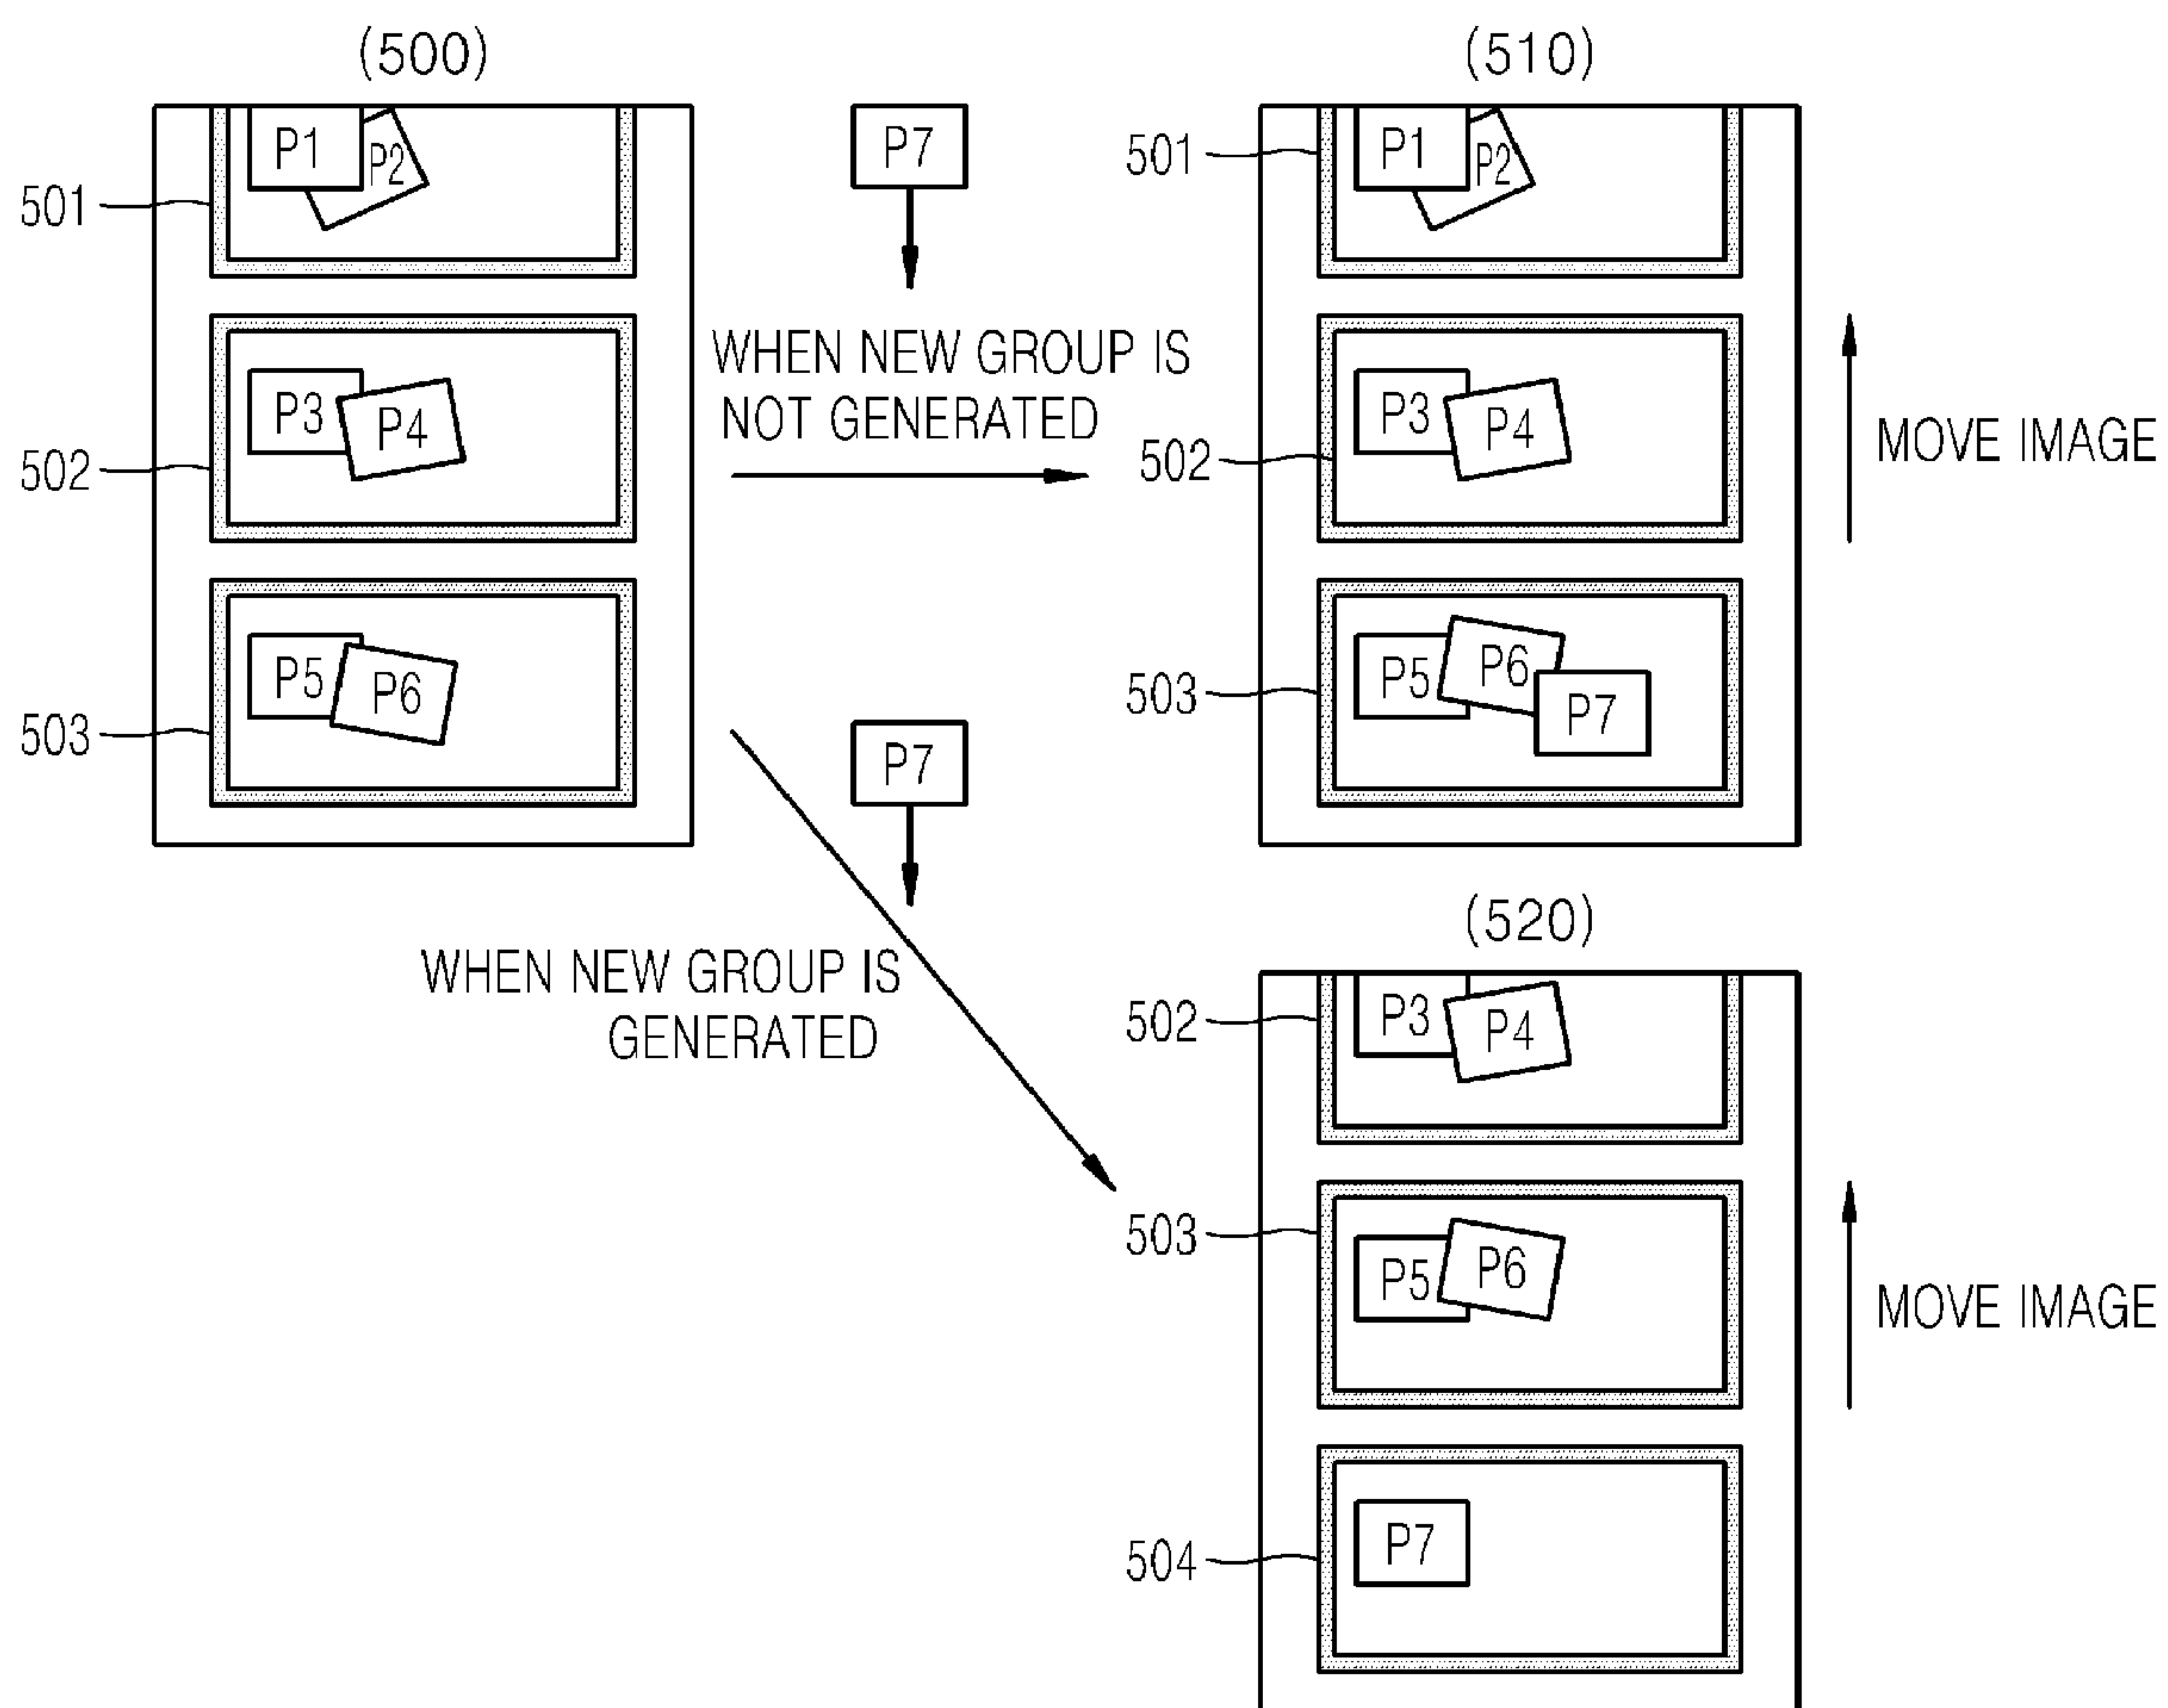 (500)
P1
P2
501
P3
P4
502
P5
P6
503
P7
WHEN NEW GROUP IS
NOT GENERATED
P7
WHEN NEW GROUP IS
GENERATED
(510)
501
P1
P2
502
P3
P4
503
P5
P6
P7
MOVE IMAGE
(520)
502
P3
P4
503
P5
P6
504
P7
MOVE IMAGE